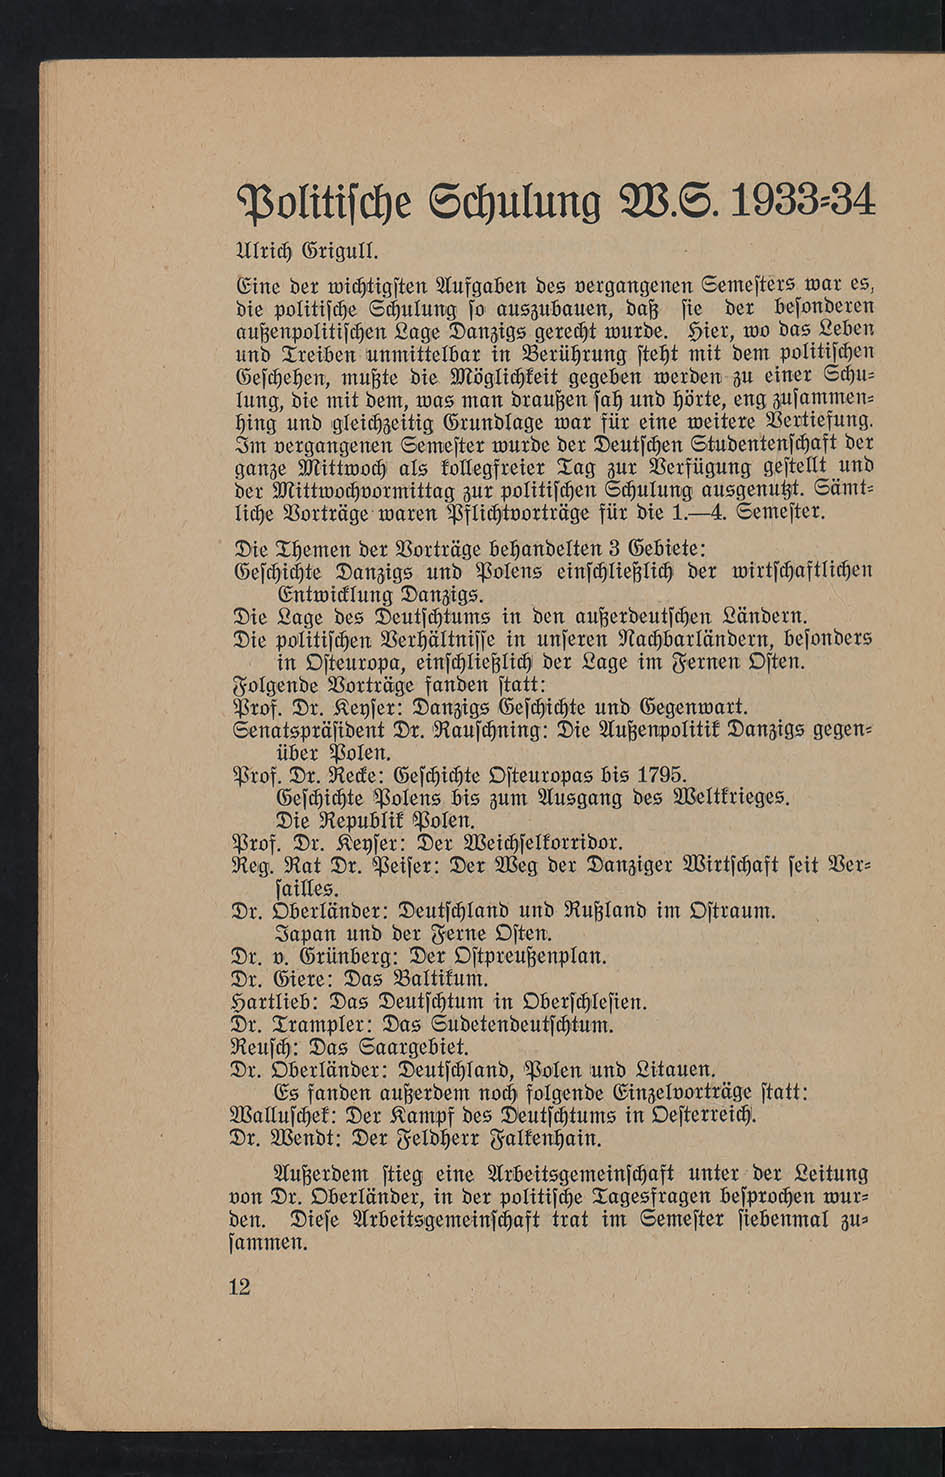 Politische Schulung W.S. 1933-34
Ulrich Grigull.
Eine der wichtigsten Aufgaben des vergangenen Semesters war es,
die politische Schulung so auszubauen, daß sie der besonderen
außenpolitischen Lage Danzigs gerecht wurde. Hier, wo das Leben
und Treiben unmittelbar in Berührung steht mit dem politischen
Geschehen, mußte die Möglichkeit gegeben werden zu einer Schu-
lung, die mit dem, was man draußen sah und hörte, eng zusammen-
hing und gleichzeitig Grundlage war für eine weitere Vertiefung.
Im vergangenen Semester wurde der Deutschen Studentenschaft der
ganze Mittwoch als kollegfreier Tag zur Verfügung gestellt und
der Mittwochvormittag zur politischen Schulung ausgenutzt. Sämt-
liche Vorträge waren Pflichtvorträge für die 1.—4. Semester.
Die Themen der Vorträge behandelten 3 Gebiete:
Geschichte Danzigs und Polens einschließlich der wirtschaftlichen
Entwicklung Danzigs.
Die Lage des Deutschtums in den außerdeutschen Ländern.
Die politischen Verhältnisse in unseren Nachbarländern, besonders
in Osteuropa, einschließlich der Lage im Fernen Osten.
Folgende Vorträge fanden statt:
Prof. Dr. Keyser: Danzigs Geschichte und Gegenwart.
Senatspräsident Dr. Rauschning: Die Außenpolitik Danzigs gegen-
über Polen.
Prof. Dr. Recke: Geschichte Osteuropas bis 1795.
Geschichte Polens bis zum Ausgang des Weltkrieges.
Die Republik Polen.
Prof. Dr. Keyser: Der Weichselkorridor.
Reg. Rat Dr. Peiser: Der Weg der Danziger Wirtschaft seit Ver-
sailles.
Dr. Oberländer: Deutschland und Rußland im Ostraum.
Japan und der Ferne Osten.
Dr. v. Grünberg: Der Ostpreußenplan.
Dr. Giere: Das Baltikum.
Hartlieb: Das Deutschtum in Oberschlesien.
Dr. Trampler: Das Sudetendeutschtum.
Reusch: Das Saargebiet.
Dr. Oberländer: Deutschland, Polen und Litauen.
Es fanden außerdem noch folgende Einzelvorträge statt:
Walluschek: Der Kampf des Deutschtums in Oesterreich.
Dr. Wendt: Der Feldherr Falkenhain.
Außerdem stieg eine Arbeitsgemeinschaft unter der Leitung
von Dr. Oberländer, in der politische Tagesfragen besprochen wur-
den. Diese Arbeitsgemeinschaft trat im Semester siebenmal zu-
sammen.
12